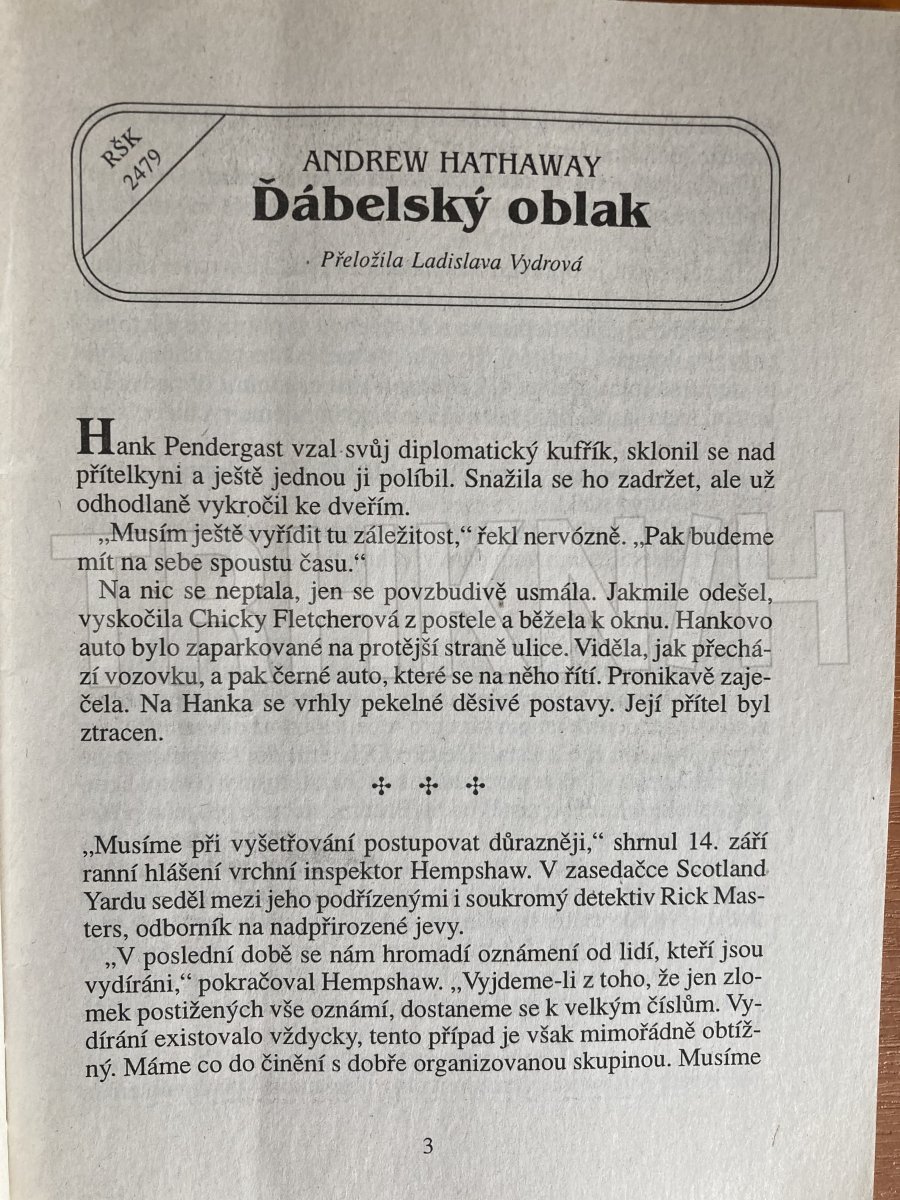 RŠK
2479
ANDREW HATHAWAY
Ďábelský oblak
Přeložila Ladislava Vydrová
Hank Pendergast vzal svůj diplomatický kufřík, sklonil se nad
přítelkyni a ještě jednou ji políbil. Snažila se ho zadržet, ale už
odhodlaně vykročil ke dveřím.
„Musím ještě vyřídit tu záležitost,“ řekl nervózně. „Pak budeme
mít na sebe spoustu času.“
Na nic se neptala, jen se povzbudivě usmála. Jakmile odešel,
vyskočila Chicky Fletcherová z postele a běžela k oknu. Hankovo
auto bylo zaparkované na protější straně ulice. Viděla, jak přechá-
zí vozovku, a pak černé auto, které se na něho řítí. Pronikavě zaje-
čela. Na Hanka se vrhly pekelné děsivé postavy. Její přítel byl
ztracen.
„Musíme při vyšetřování postupovat důrazněji,“ shrnul 14. září
ranní hlášení vrchní inspektor Hempshaw. V zasedačce Scotland
Yardu seděl mezi jeho podřízenými i soukromý detektiv Rick Mas-
ters, odborník na nadpřirozené jevy.
„V poslední době se nám hromadí oznámení od lidí, kteří jsou
vydíráni,“ pokračoval Hempshaw. „Vyjdeme-li z toho, že jen zlo-
mek postižených vše oznámí, dostaneme se k velkým číslům. Vy-
dírání existovalo vždycky, tento případ je však mimořádně obtíž-
ný. Máme co do činění s dobře organizovanou skupinou. Musíme
3